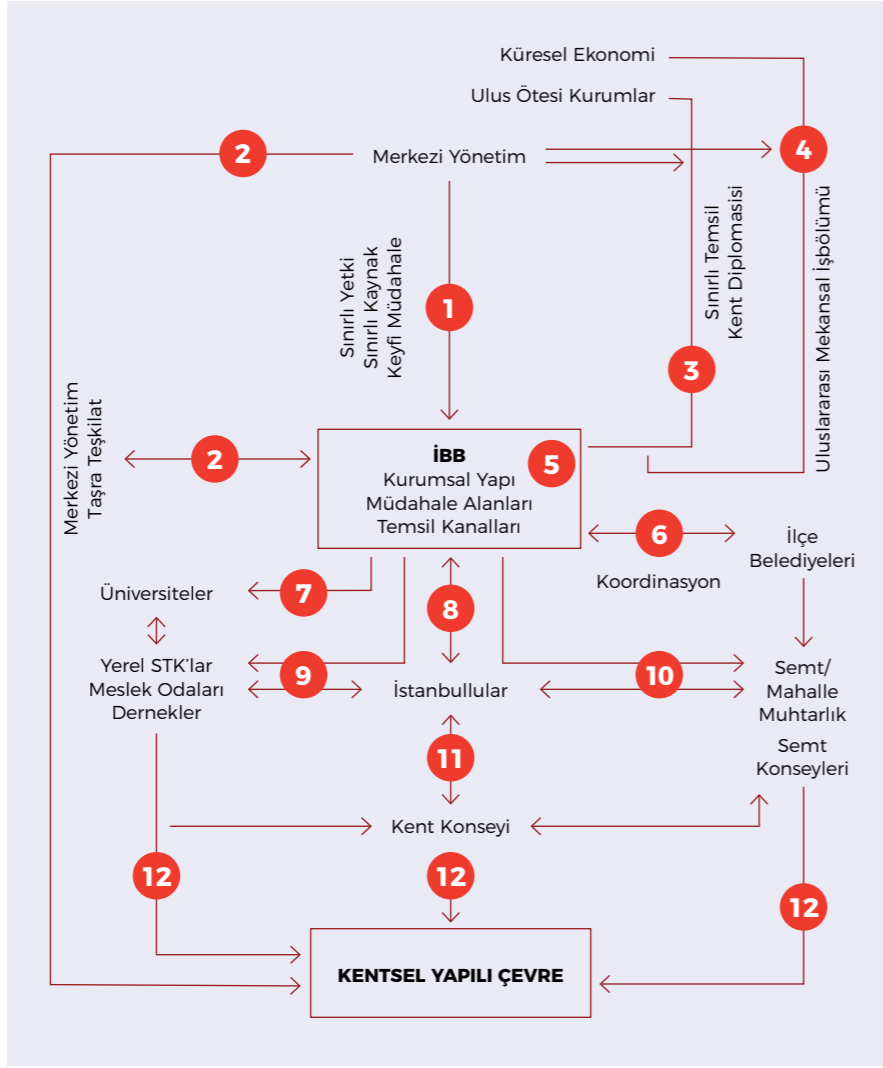 Küresel Ekonomi
Ulus Ötesi Kurumlar
2
Merkezi Yönetim
4
Sınırlı Yetki
Sınırlı Kaynak
Keyfi Müdahale
1
Sınırlı Temsil
Kent Diplomasisi
3
Uluslararası Mekansal İşbölümü
Merkezi Yönetim
Taşra Teşkilat
2
İBB
Kurumsal Yapı
Müdahale Alanları
Temsil Kanalları
5
6
Koordinasyon
İlçe
Belediyeleri
Üniversiteler
7
8
Yerel STK'lar
Meslek Odaları
Dernekler
9
İstanbullular
10
Semt/
Mahalle
Muhtarlık
Semt
Konseyleri
11
Kent Konseyi
12
12
12
KENTSEL YAPILI ÇEVRE